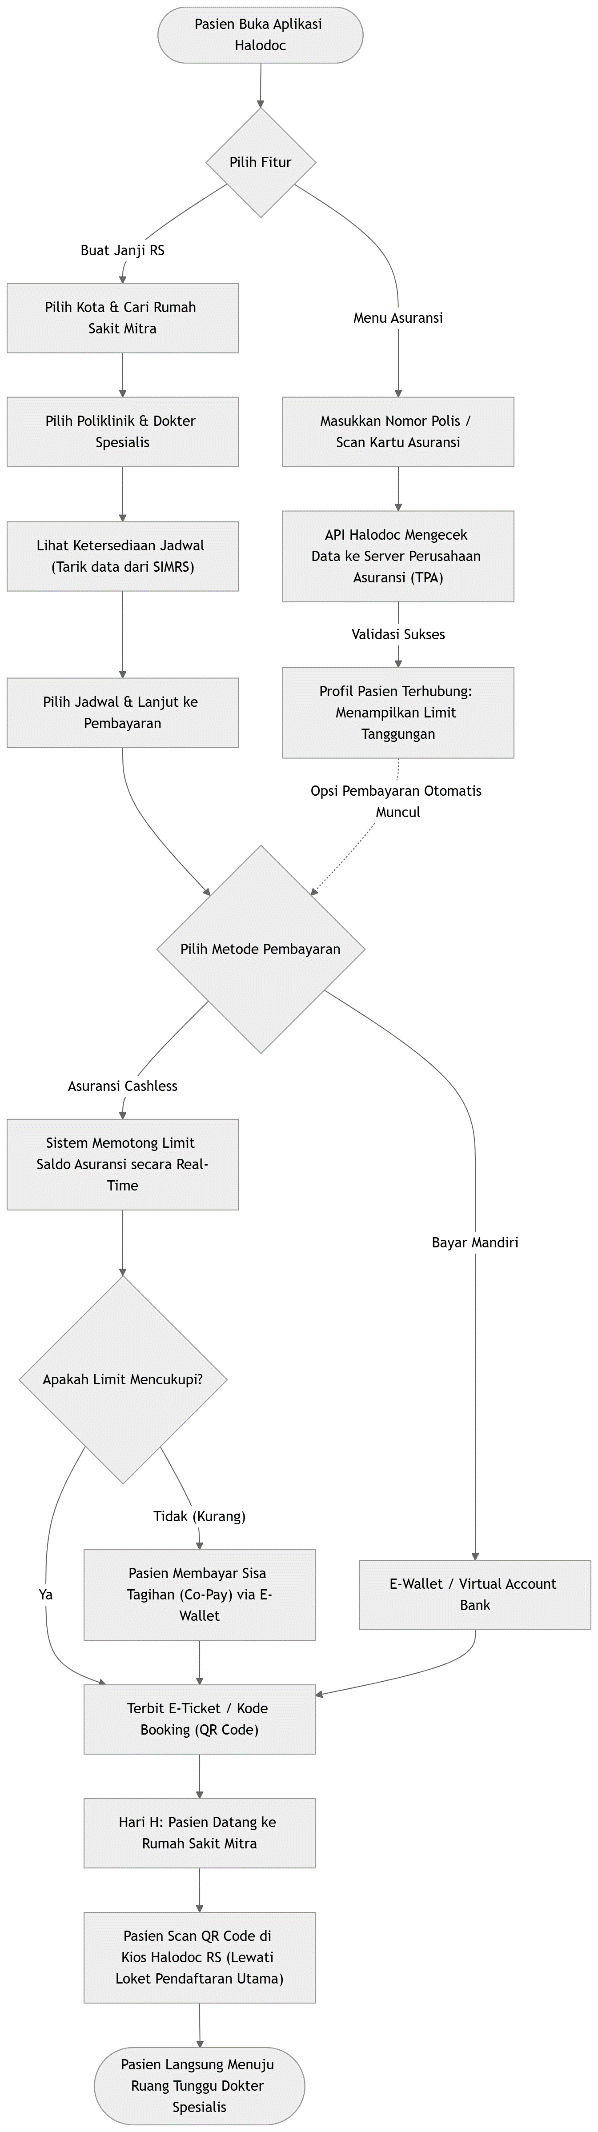 Pasien Buka Aplikasi
Halodoc
Pilih Fitur
Buat Janji RS
Pilih Kota & Cari Rumah
Sakit Mitra
Menu Asuransi
Pilih Poliklinik & Dokter
Spesialis
Masukkan Nomor Polis /
Scan Kartu Asuransi
Lihat Ketersediaan Jadwal
(Tarik data dari SIMRS)
API Halodoc Mengecek
Data ke Server Perusahaan
Asuransi (TPA)
Validasi Sukses
Pilih Jadwal & Lanjut ke
Pembayaran
Profil Pasien Terhubung:
Menampilkan Limit
Tanggungan
Opsi Pembayaran Otomatis
Muncul
Pilih Metode Pembayaran
Asuransi Cashless
Sistem Memotong Limit
Saldo Asuransi secara Real-
Time
Bayar Mandiri
Apakah Limit Mencukupi?
Tidak (Kurang)
Ya
Pasien Membayar Sisa
Tagihan (Co-Pay) via E-
Wallet
E-Wallet / Virtual Account
Bank
Terbit E-Ticket / Kode
Booking (QR Code)
Hari H: Pasien Datang ke
Rumah Sakit Mitra
Pasien Scan QR Code di
Kios Halodoc RS (Lewati
Loket Pendaftaran Utama)
Pasien Langsung Menuju
Ruang Tunggu Dokter
Spesialis